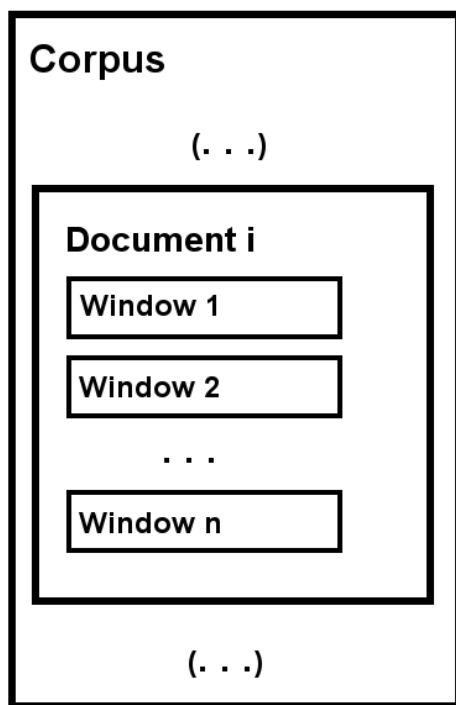 Corpus
(. . .)
Document i
Window 1
Window 2
. . .
Window n
(. . .)